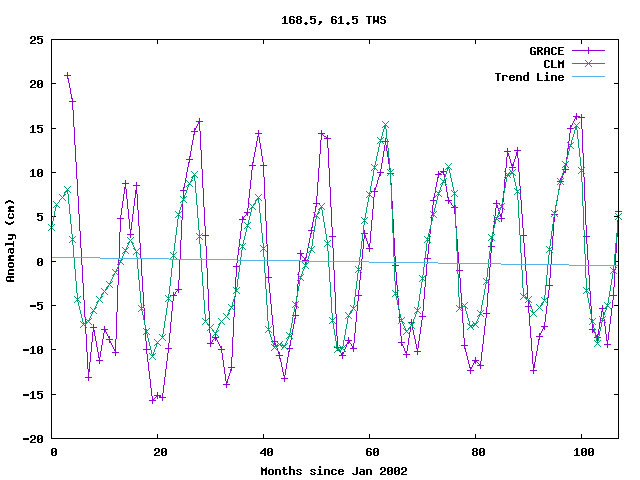 168.5, 61.5 TWS
GRACE
CLM
Trend Line
25
20
15
10
5
0
-5
-10
-15
-20
Anomaly (cm)
0 20 40 60 80 100
Months since Jan 2002